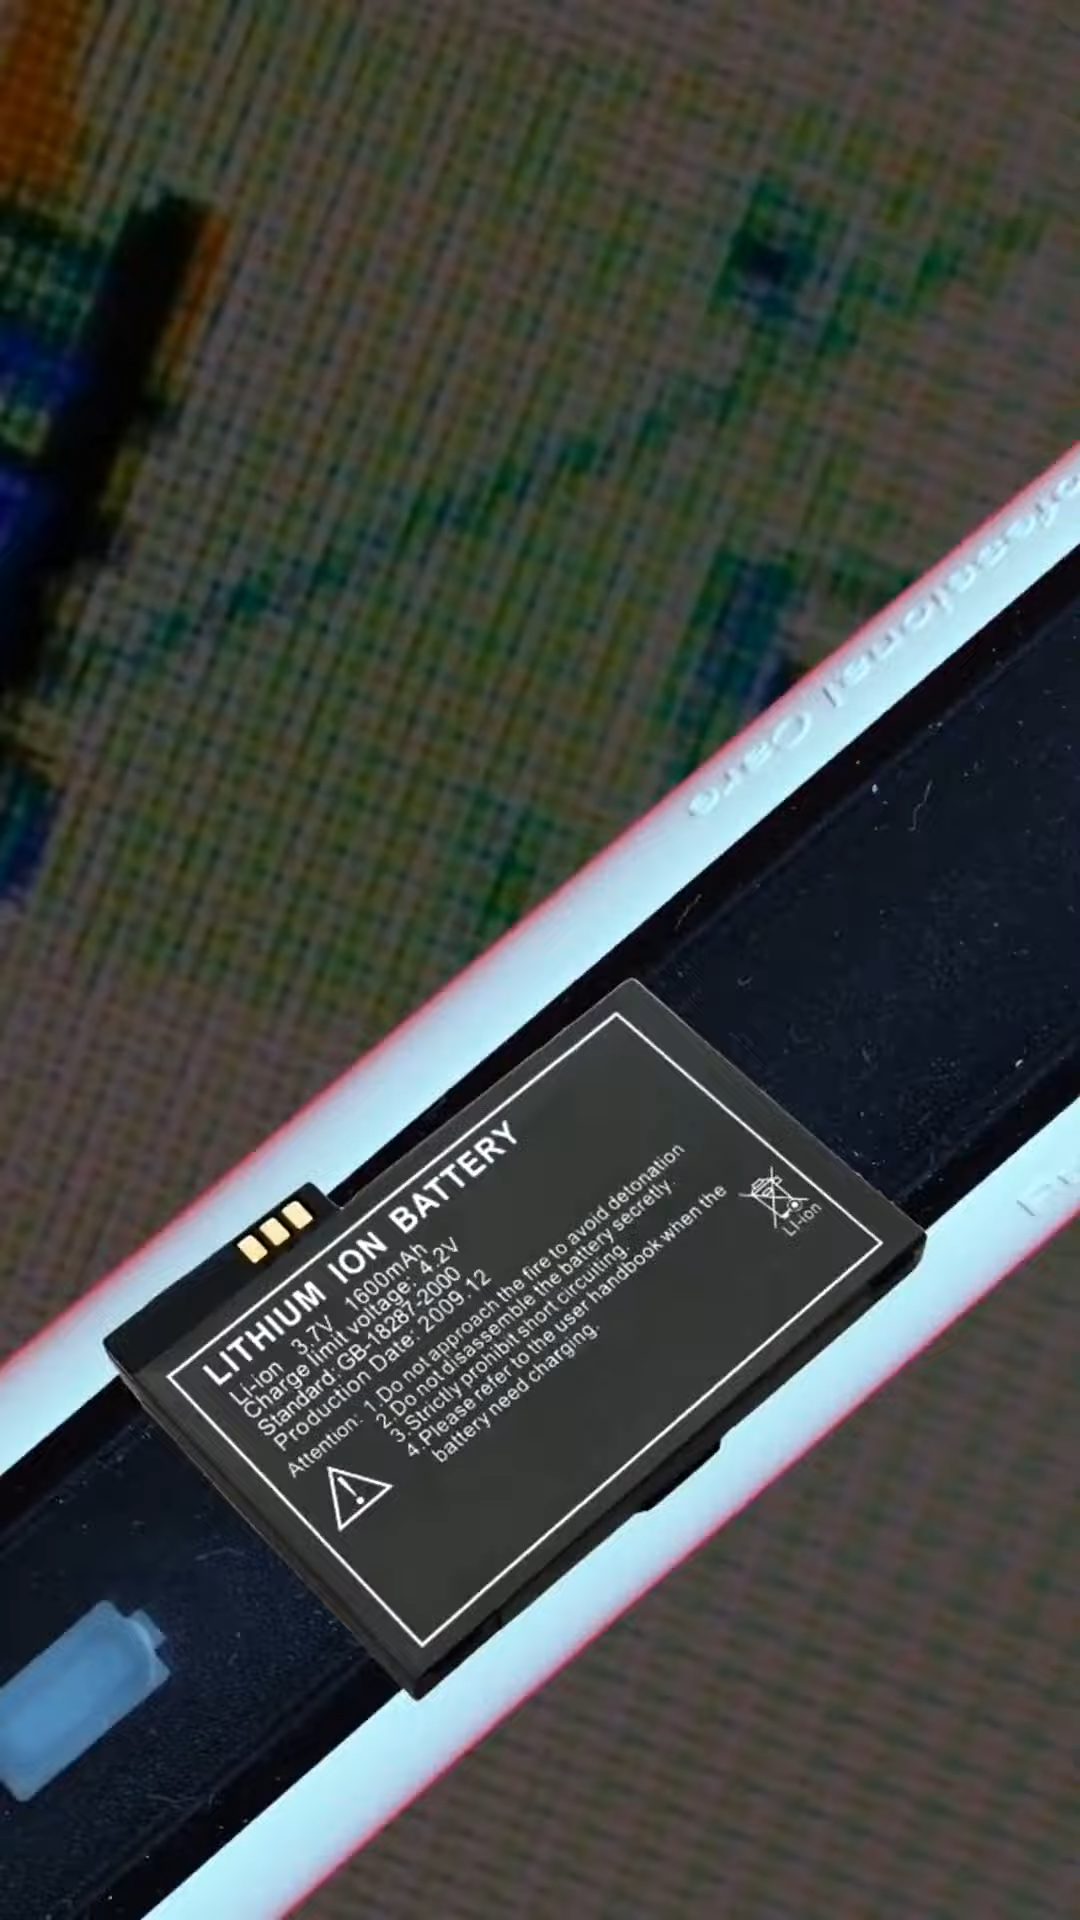 ofessional Care
LITHIUM ION BATTERY
Li-Ion 3.7V 1600mAh
Charge limit voltage: 4.2V
Standard: GB-18287-2000
Production Date: 2009.12
Attention: 1.Do not approach the fire to avoid detonation
2.Do not disassemble the battery secretly.
3.Strictly prohibit short circuiting.
4.Please refer to the user handbook when the
battery need charging.
Li-ion